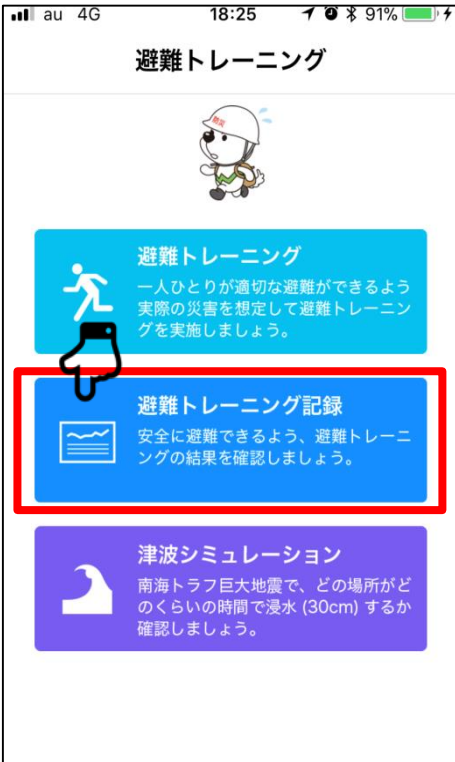 au 4G 18:25 91%
避難トレーニング
防災
避難トレーニング
一人ひとりが適切な避難ができるよう
実際の災害を想定して避難トレーニン
グを実施しましょう。
避難トレーニング記録
安全に避難できるよう、避難トレーニ
ングの結果を確認しましょう。
津波シミュレーション
南海トラフ巨大地震で、どの場所がど
のくらいの時間で浸水 (30cm) するか
確認しましょう。